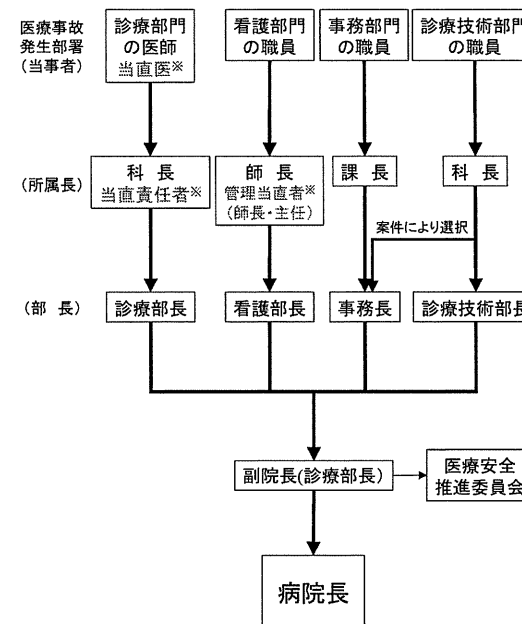 医療事故
発生部署
(当事者)
診療部門
の医師
当直医※
看護部門
の職員
事務部門
の職員
診療技術部門
の職員
(所属長)
科 長
当直責任者※
師 長
管理当直者※
(師長・主任)
課 長
科 長
案件により選択
(部 長)
診療部長
看護部長
事務長
診療技術部長
副院長(診療部長)
医療安全
推進委員会
病院長